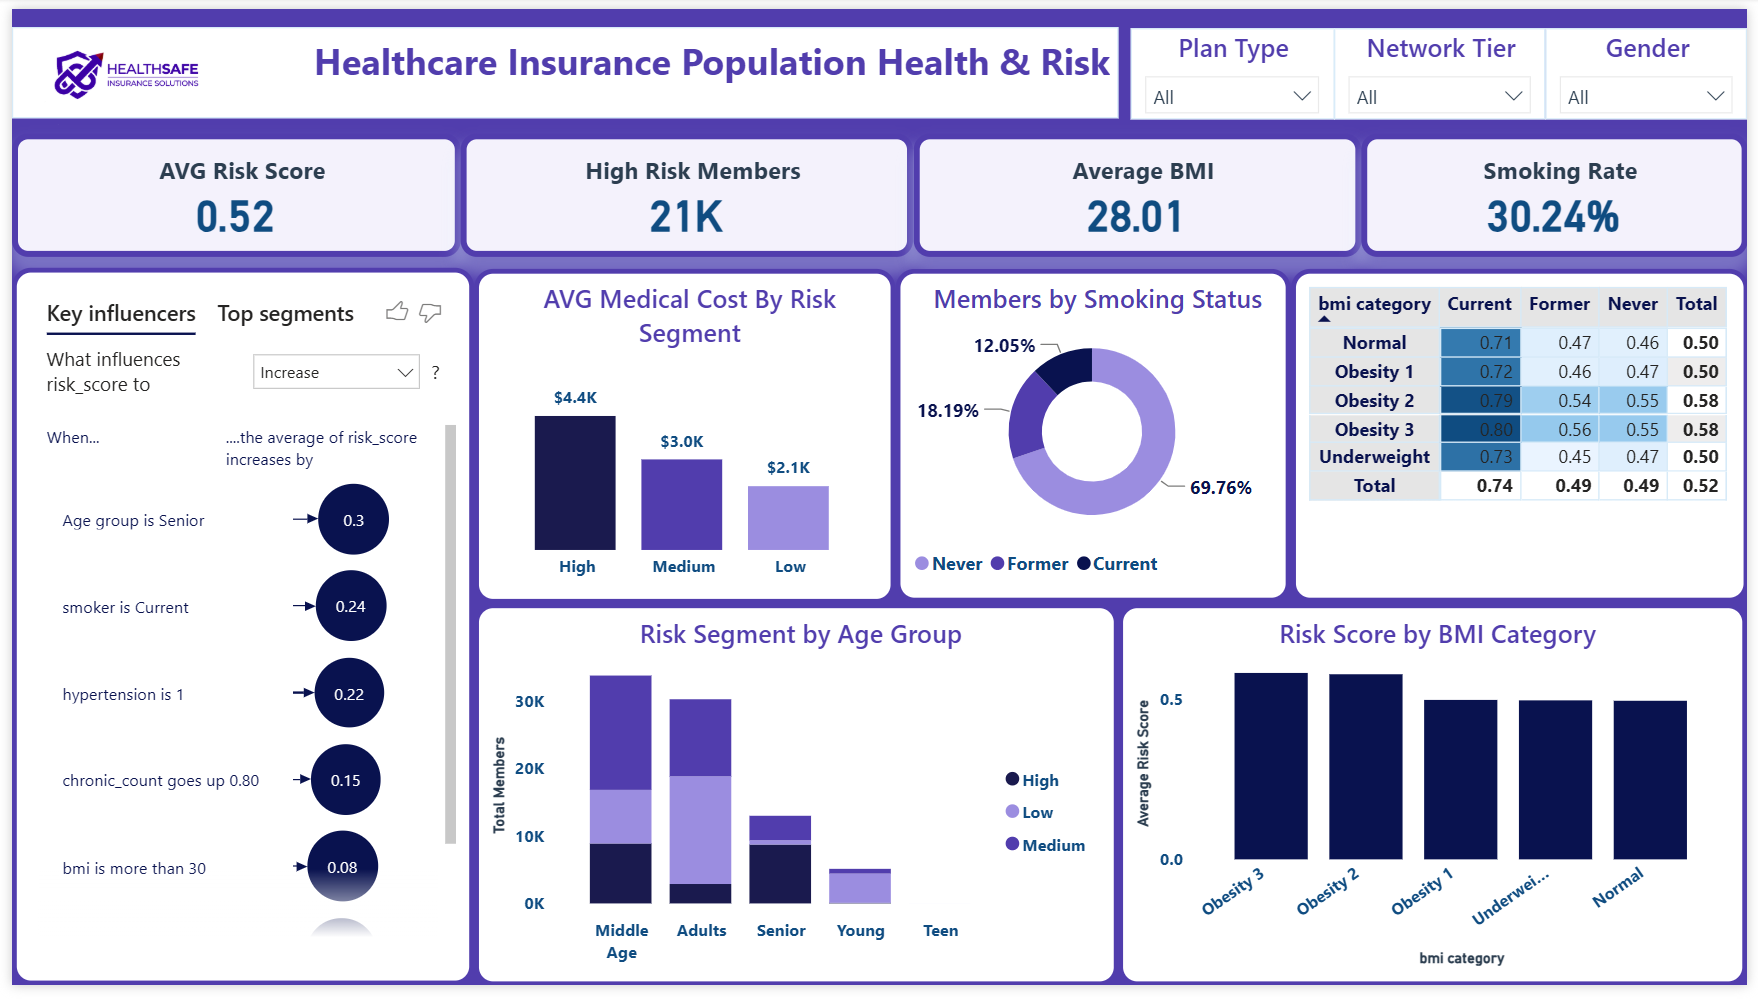 HEALTHSAFE
INSURANCE SOLUTIONS
Healthcare Insurance Population Health & Risk
Plan Type
All
Network Tier
All
Gender
All
AVG Risk Score
0.52
High Risk Members
21K
Average BMI
28.01
Smoking Rate
30.24%
Key influencers
Top segments
What influences
risk_score to
Increase
?
When...
....the average of risk_score
increases by
Age group is Senior
0.3
smoker is Current
0.24
hypertension is 1
0.22
chronic_count goes up 0.80
0.15
bmi is more than 30
0.08
AVG Medical Cost By Risk
Segment
$4.4K
$3.0K
$2.1K
High
Medium
Low
Members by Smoking Status
12.05%
18.19%
69.76%
Never
Former
Current
bmi category Current Former Never Total
Normal 0.71 0.47 0.46 0.50
Obesity 1 0.72 0.46 0.47 0.50
Obesity 2 0.79 0.54 0.55 0.58
Obesity 3 0.80 0.56 0.55 0.58
Underweight 0.73 0.45 0.47 0.50
Total 0.74 0.49 0.49 0.52
Risk Segment by Age Group
Total Members
30K
20K
10K
0K
Middle
Age
Adults
Senior
Young
Teen
High
Low
Medium
Risk Score by BMI Category
Average Risk Score
0.5
0.0
Obesity 3
Obesity 2
Obesity 1
Underwei...
Normal
bmi category